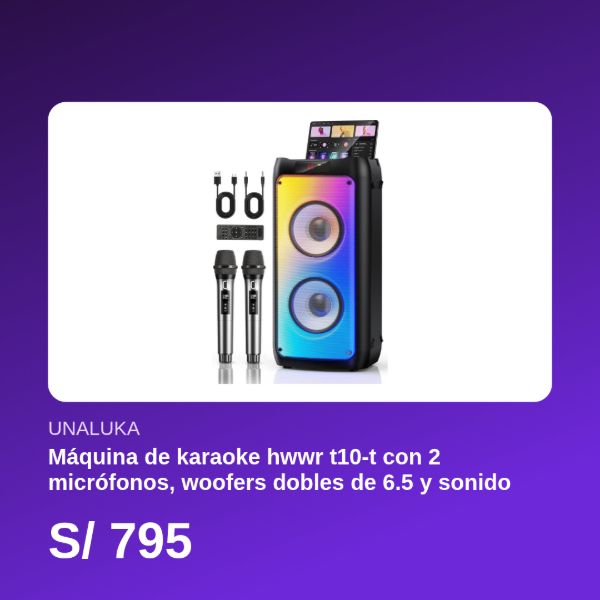 UNALUKA
Máquina de karaoke hwwr t10-t con 2
micrófonos, woofers dobles de 6.5 y sonido
S/ 795